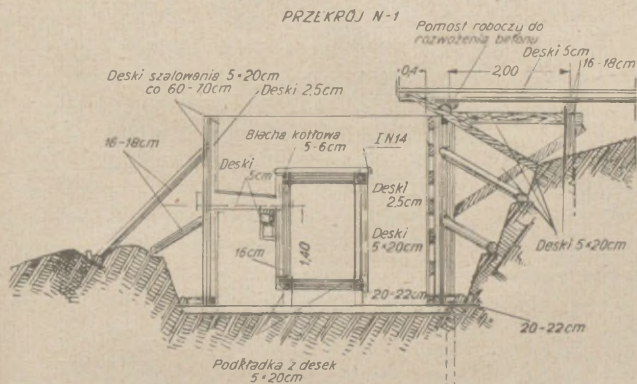 PRZEKRÓJ N-1
Pomost roboczy do
rozwożenia betonu
Deski 5cm
16-18cm
0,4
2,00
Deski szalowania 5*20cm
co 60-70cm
Deski 2.5cm
16-18cm
Blacha kotłowa
5-6cm
I N14
Deski
5cm
Deski
2.5cm
Deski
5*20cm
16cm
1,40
Deski 5*20cm
20-22cm
20-22cm
Podkładka z desek
5*20cm